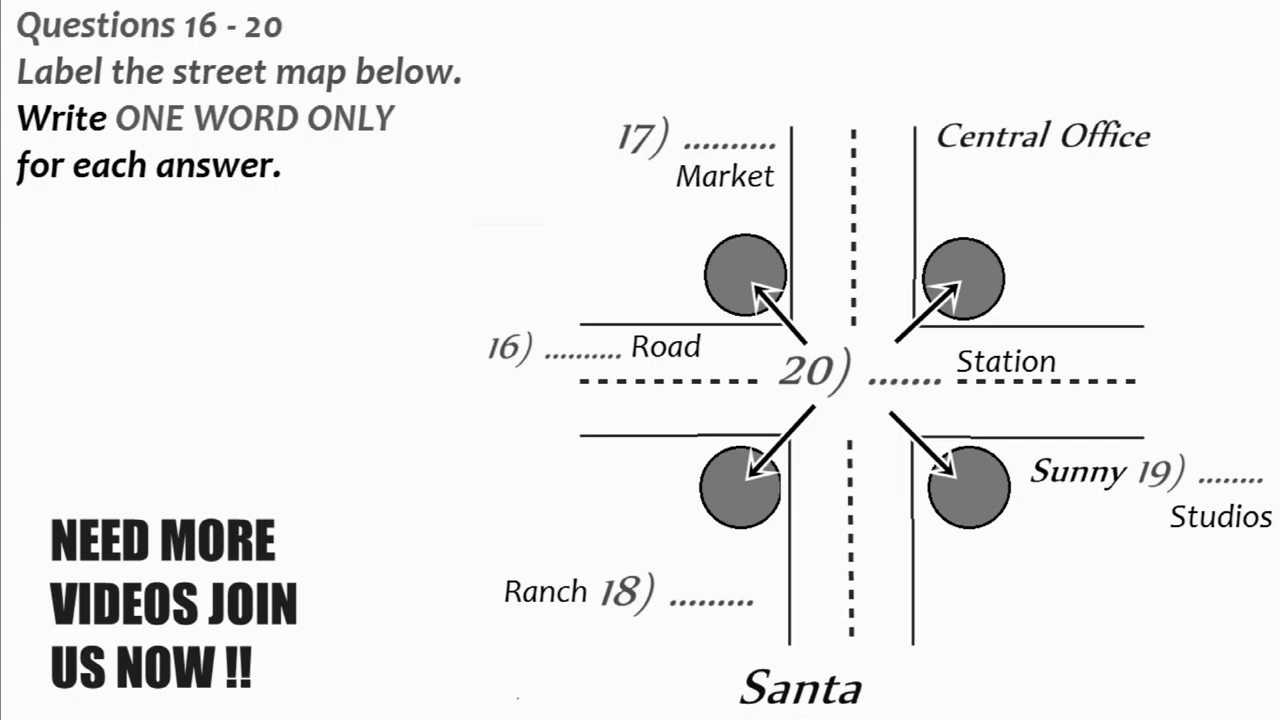 Questions 16 - 20
Label the street map below.
Write ONE WORD ONLY
for each answer.
17) ..........
Market
Central Office
16) .......... Road
20) ....... Station
Sunny 19) ........
Studios
Ranch 18) .........
NEED MORE
VIDEOS JOIN
US NOW !!
Santa